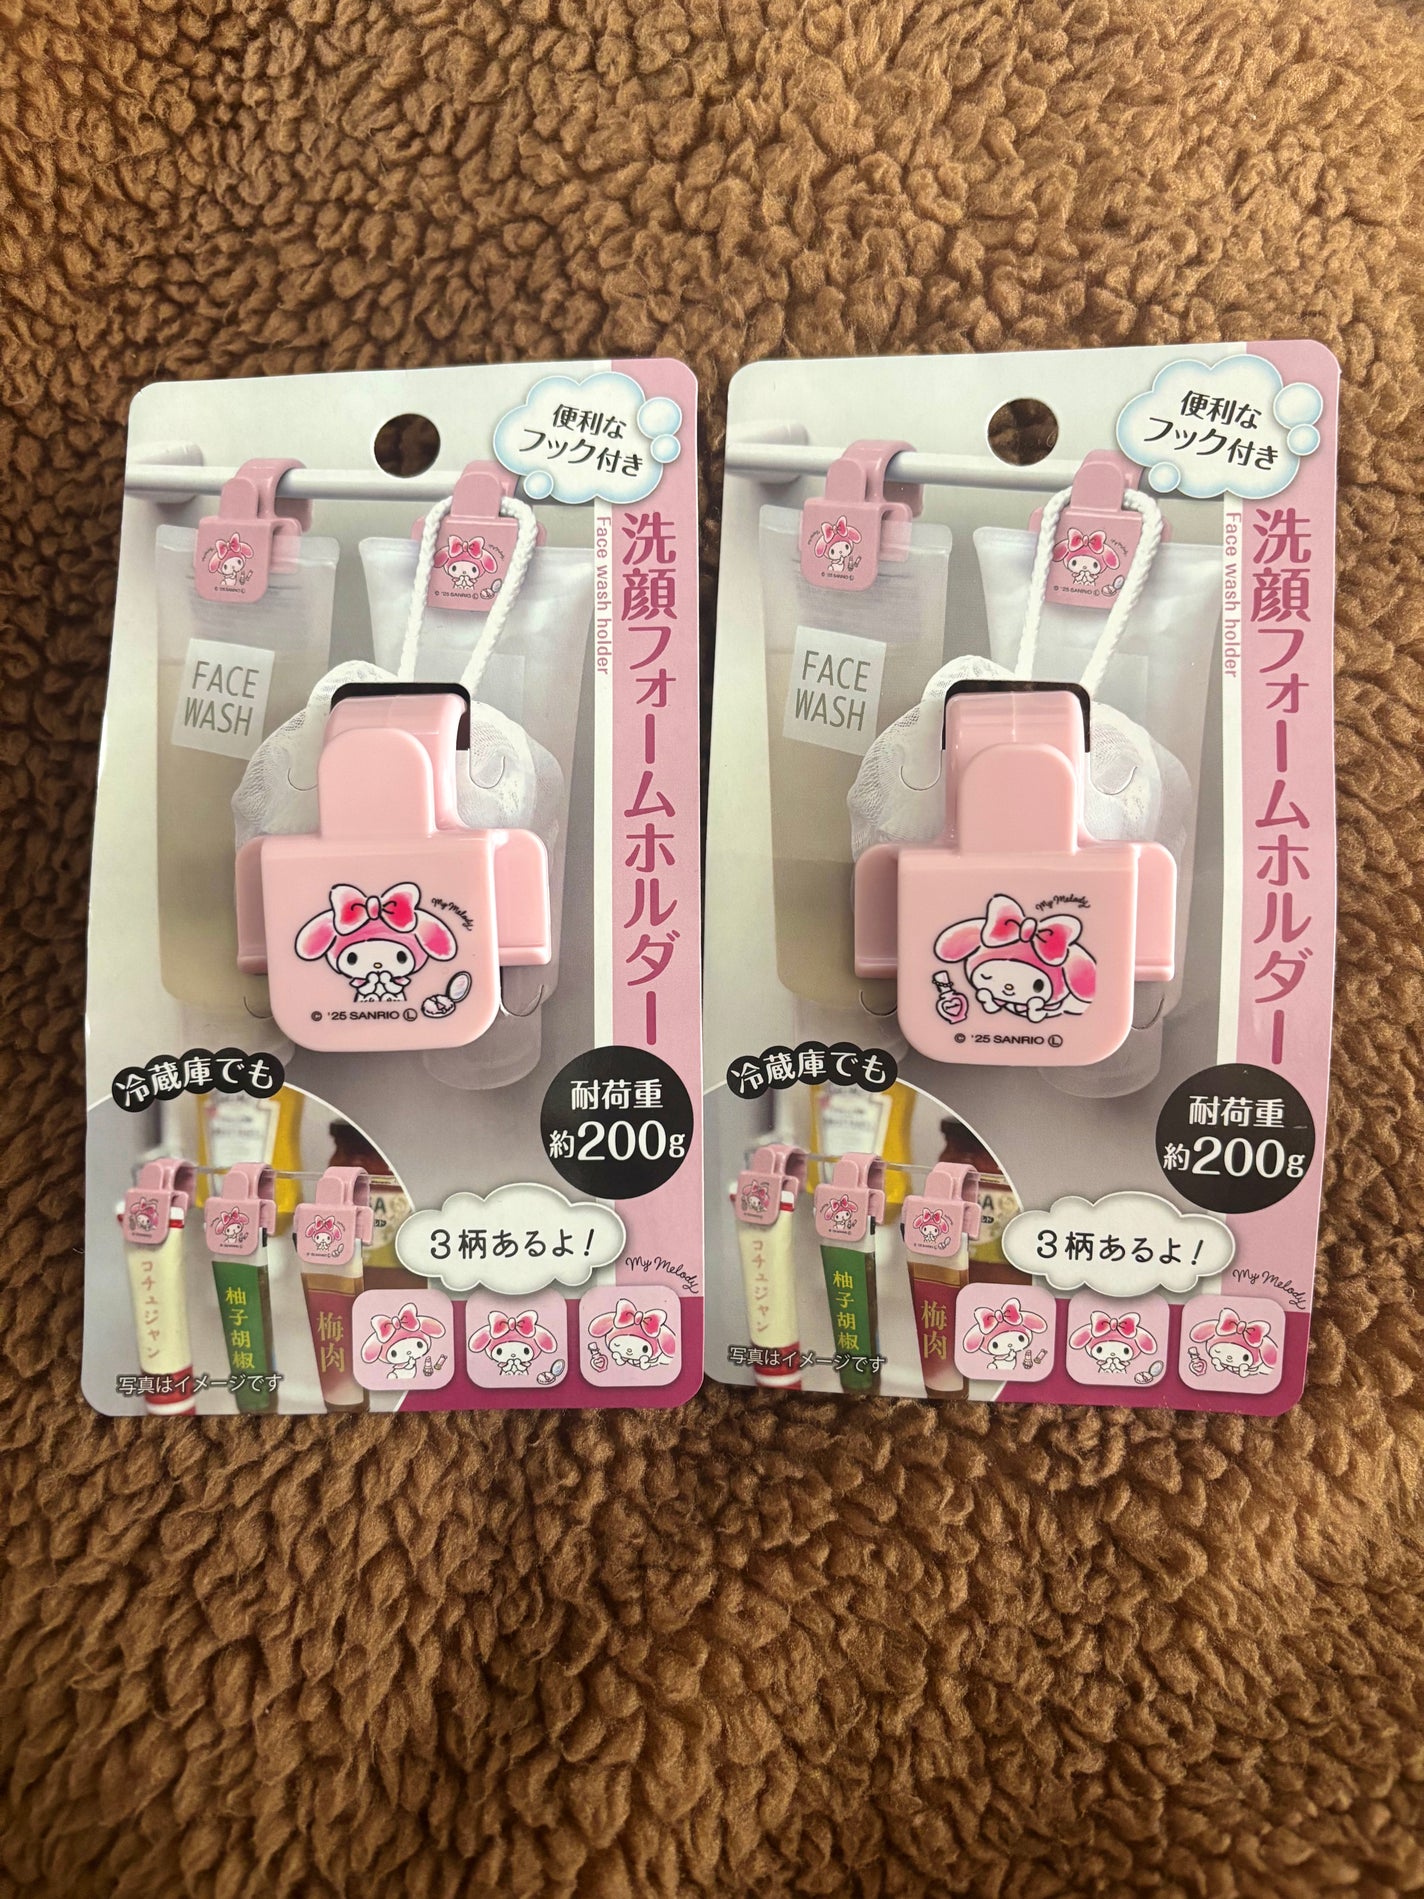 便利な
フック付き
洗顔フォームホルダー
Face wash holder
© '25 SANRIO Ⓛ
© '25 SANRIO Ⓛ
FACE
WASH
My Melody
© '25 SANRIO Ⓛ
冷蔵庫でも
耐荷重
約200g
3柄あるよ!
My Melody
コチュジャン
柚子胡椒
梅肉
写真はイメージです
便利な
フック付き
洗顔フォームホルダー
Face wash holder
© '25 SANRIO Ⓛ
FACE
WASH
My Melody
© '25 SANRIO Ⓛ
冷蔵庫でも
耐荷重
約200g
3柄あるよ!
My Melody
コチュジャン
柚子胡椒
梅肉
写真はイメージです